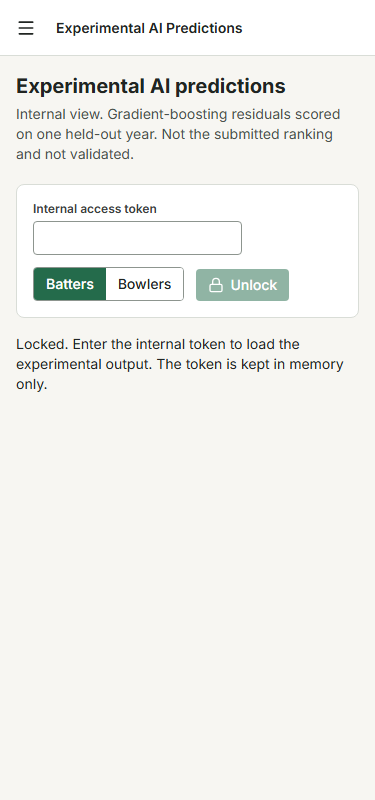 Experimental AI Predictions
Experimental AI predictions
Internal view. Gradient-boosting residuals scored
on one held-out year. Not the submitted ranking
and not validated.
Internal access token
Batters Bowlers Unlock
Locked. Enter the internal token to load the
experimental output. The token is kept in memory
only.